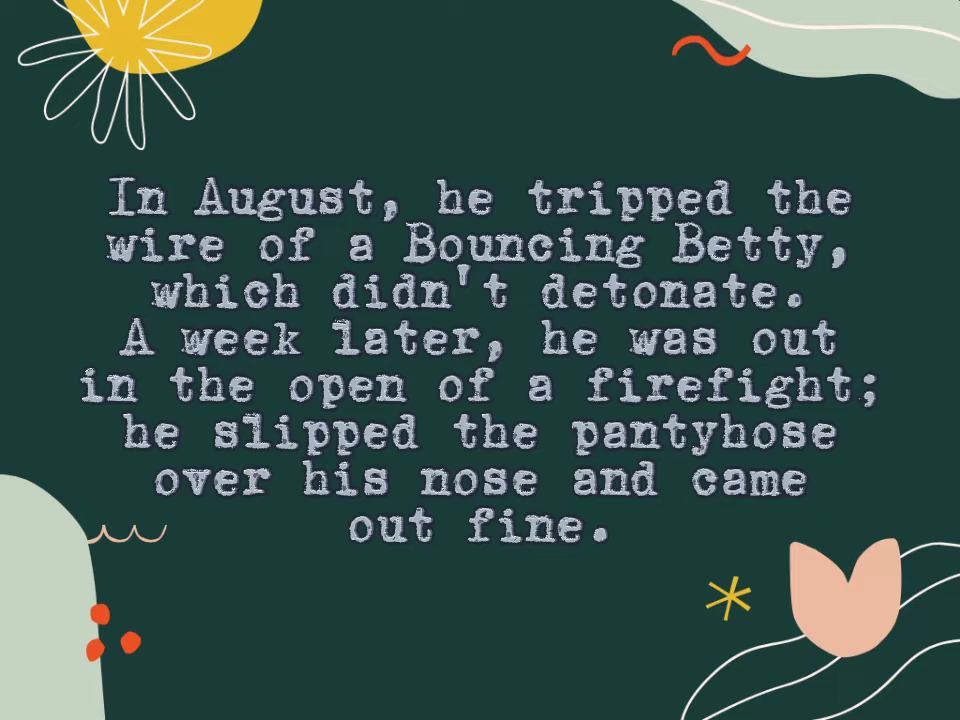 In August, he tripped the
wire of a Bouncing Betty,
which didn't detonate.
A week later, he was out
in the open of a firefight;
he slipped the pantyhose
over his nose and came
out fine.